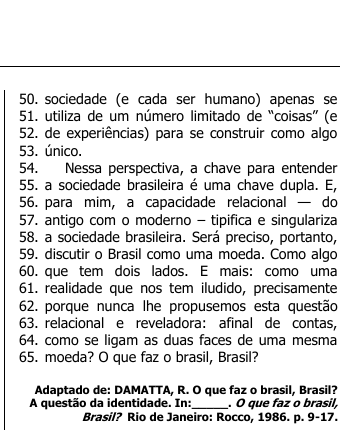 50. sociedade (e cada ser humano) apenas se
51. utiliza de um número limitado de “coisas” (e
52. de experiências) para se construir como algo
53. único.
54. Nessa perspectiva, a chave para entender
55. a sociedade brasileira é uma chave dupla. E,
56. para mim, a capacidade relacional — do
57. antigo com o moderno – tipifica e singulariza
58. a sociedade brasileira. Será preciso, portanto,
59. discutir o Brasil como uma moeda. Como algo
60. que tem dois lados. E mais: como uma
61. realidade que nos tem iludido, precisamente
62. porque nunca lhe propusemos esta questão
63. relacional e reveladora: afinal de contas,
64. como se ligam as duas faces de uma mesma
65. moeda? O que faz o brasil, Brasil?
Adaptado de: DAMATTA, R. O que faz o brasil, Brasil?
A questão da identidade. In:_____. O que faz o brasil,
Brasil? Rio de Janeiro: Rocco, 1986. p. 9-17.